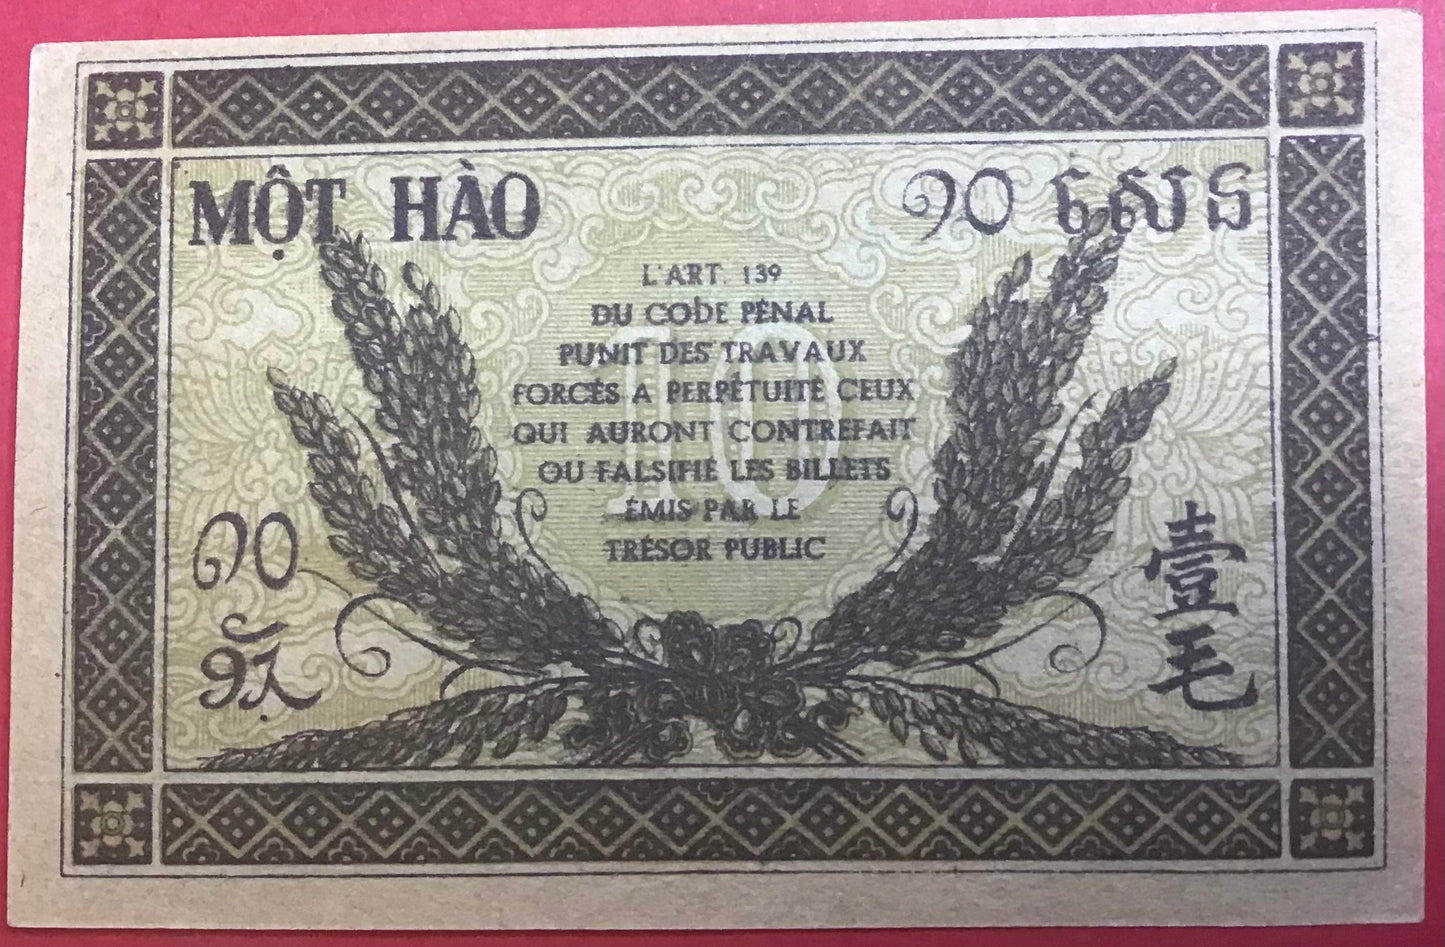 MỘT HÀO
១០ សេន
L'ART. 139
DU CODE PÉNAL
PUNIT DES TRAVAUX
FORCÉS A PERPÉTUITÉ CEUX
QUI AURONT CONTREFAIT
OU FALSIFIÉ LES BILLETS
ÉMIS PAR LE
TRÉSOR PUBLIC
10
壹毛